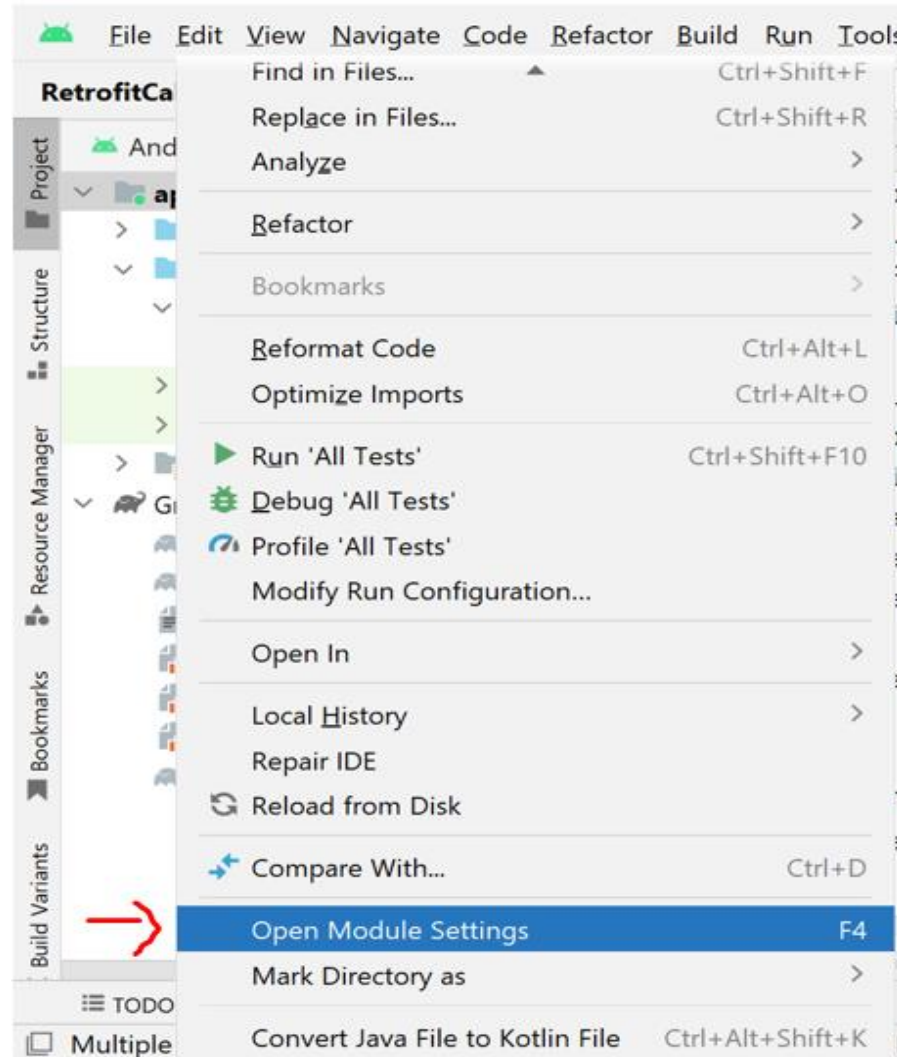 File Edit View Navigate Code Refactor Build Run Tools
RetrofitCa
Find in Files... Ctrl+Shift+F
Replace in Files... Ctrl+Shift+R
And
Analyze
Project
ap
Refactor
Bookmarks
Structure
Reformat Code Ctrl+Alt+L
Optimize Imports Ctrl+Alt+O
Resource Manager
Run 'All Tests' Ctrl+Shift+F10
Gr
Debug 'All Tests'
Profile 'All Tests'
Modify Run Configuration...
Open In
Bookmarks
Local History
Repair IDE
Reload from Disk
Compare With... Ctrl+D
Build Variants
Open Module Settings F4
Mark Directory as
TODO
Multiple
Convert Java File to Kotlin File Ctrl+Alt+Shift+K